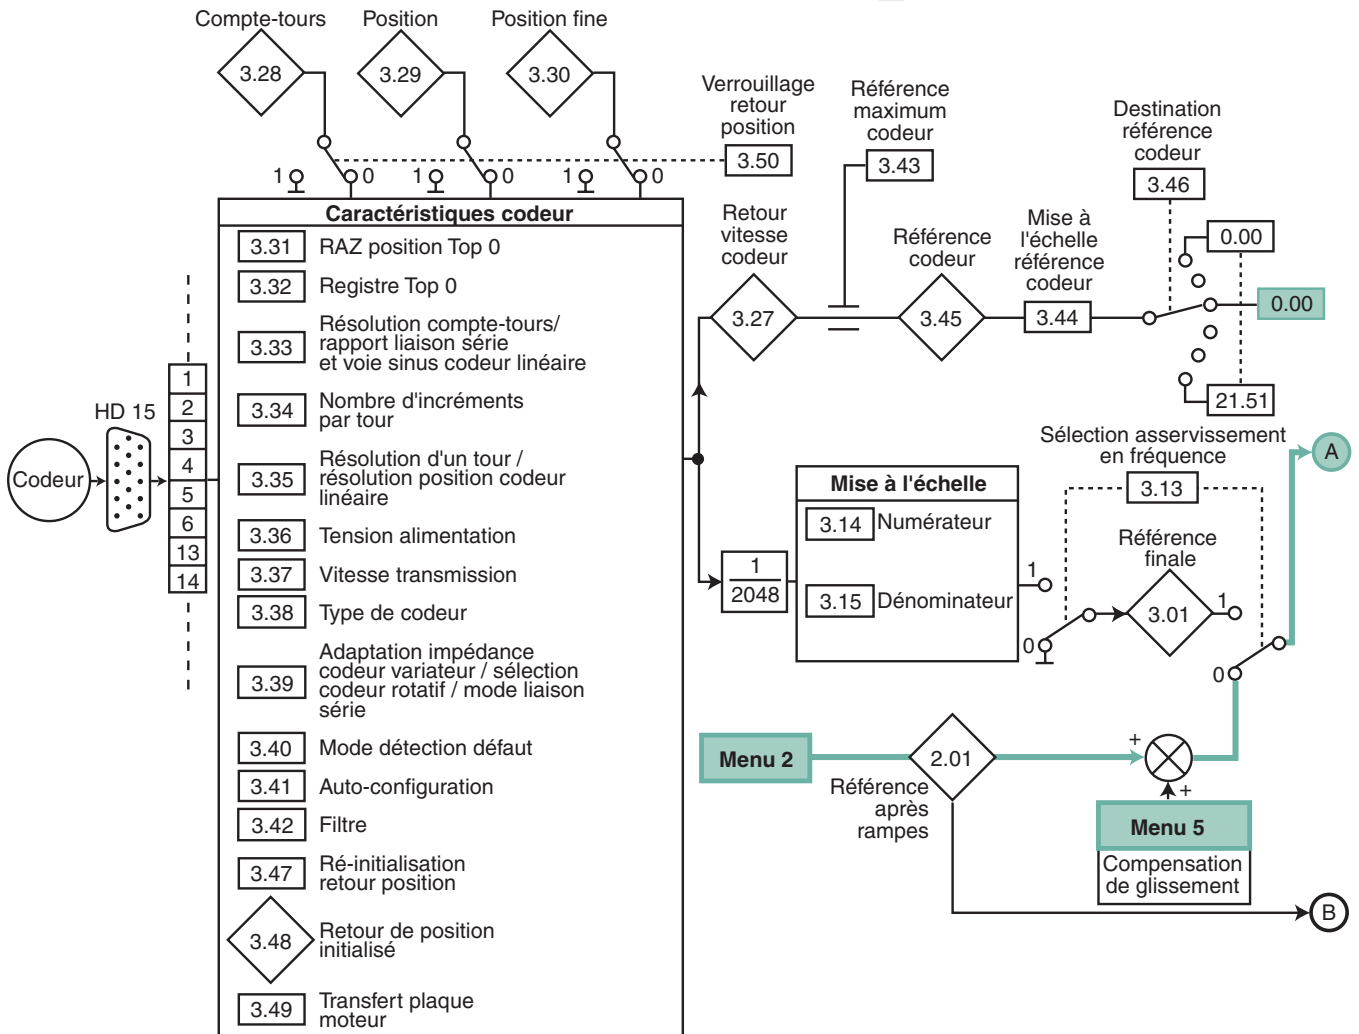 Compte-tours
Position
Position fine
3.28
3.29
3.30
1
0
1
0
1
0
Verrouillage
retour
position
3.50
Référence
maximum
codeur
3.43
Destination
référence
codeur
3.46
Caractéristiques codeur
3.31 RAZ position Top 0
3.32 Registre Top 0
3.33 Résolution compte-tours/
rapport liaison série
et voie sinus codeur linéaire
3.34 Nombre d'incréments
par tour
3.35 Résolution d'un tour /
résolution position codeur
linéaire
3.36 Tension alimentation
3.37 Vitesse transmission
3.38 Type de codeur
3.39 Adaptation impédance
codeur variateur / sélection
codeur rotatif / mode liaison
série
3.40 Mode détection défaut
3.41 Auto-configuration
3.42 Filtre
3.47 Ré-initialisation
retour position
3.48 Retour de position
initialisé
3.49 Transfert plaque
moteur
Codeur
HD 15
1
2
3
4
5
6
13
14
Retour
vitesse
codeur
3.27
Référence
codeur
3.45
Mise à
l'échelle
référence
codeur
3.44
0.00
0.00
21.51
1
2048
Mise à l'échelle
3.14 Numérateur
3.15 Dénominateur
1
0
Sélection asservissement
en fréquence
3.13
Référence
finale
3.01
1
0
A
Menu 2
2.01
Référence
après
rampes
+
+
Menu 5
Compensation
de glissement
B